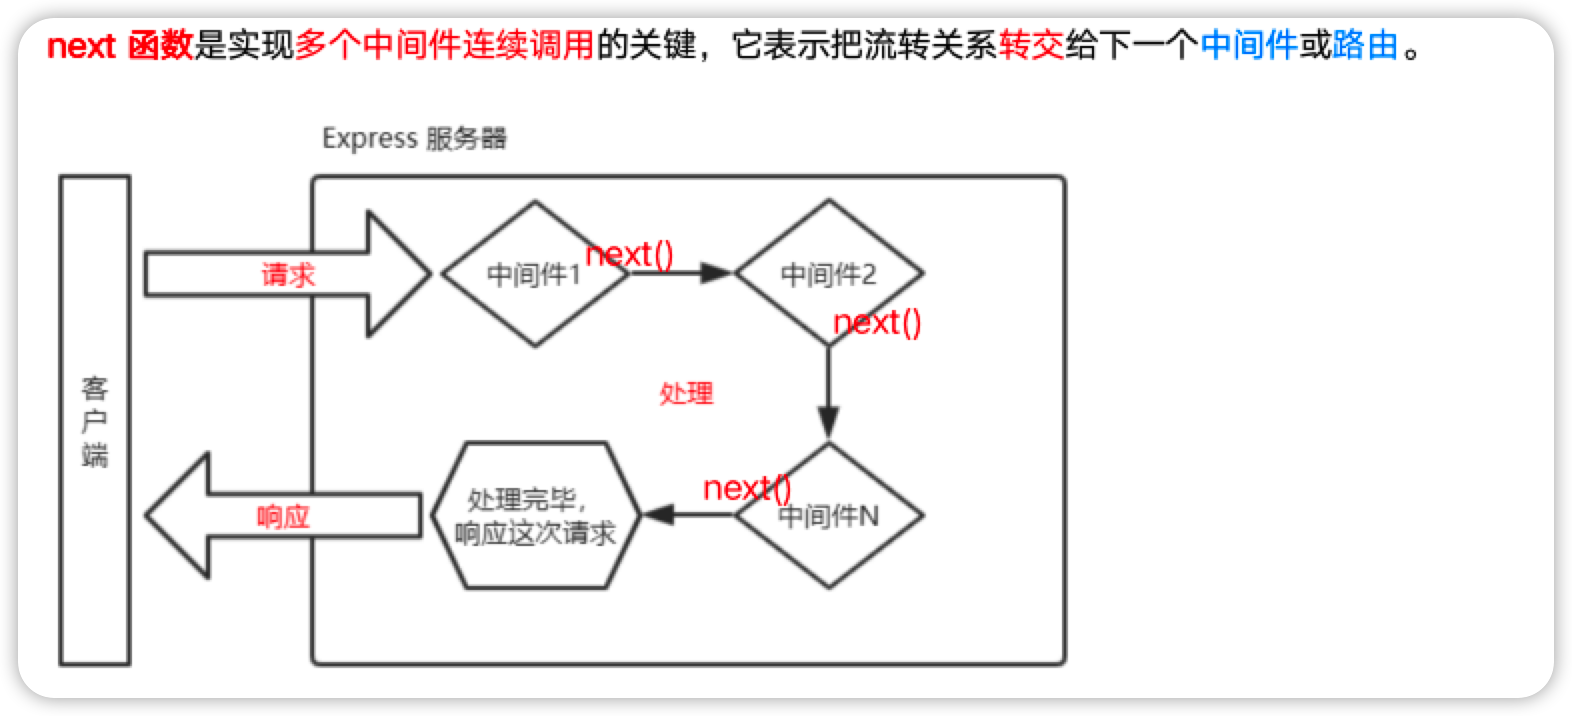 next 函数是实现多个中间件连续调用的关键，它表示把流转关系转交给下一个中间件或路由。
Express 服务器
请求
中间件1
next()
中间件2
next()
处理
客
户
端
next()
中间件N
处理完毕，
响应这次请求
响应